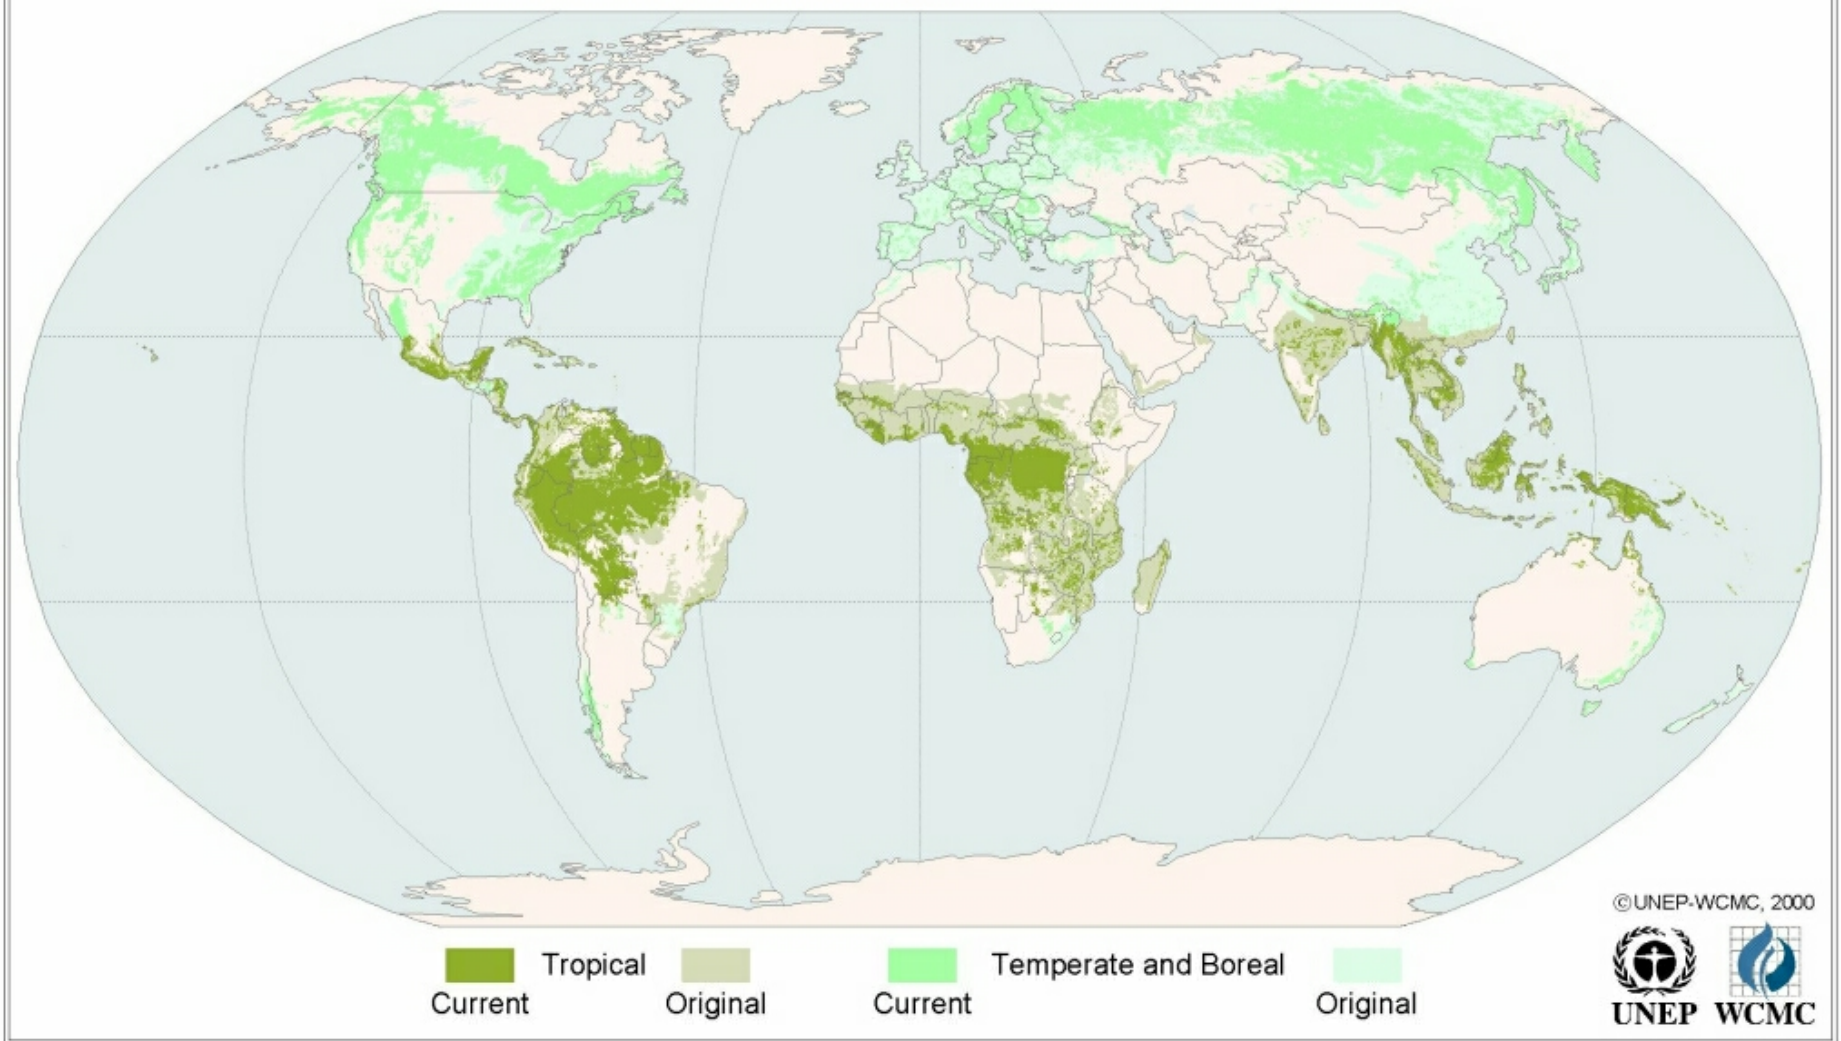 ©UNEP-WCMC, 2000
Tropical
Temperate and Boreal
Current
Original
Current
Original
UNEP WCMC